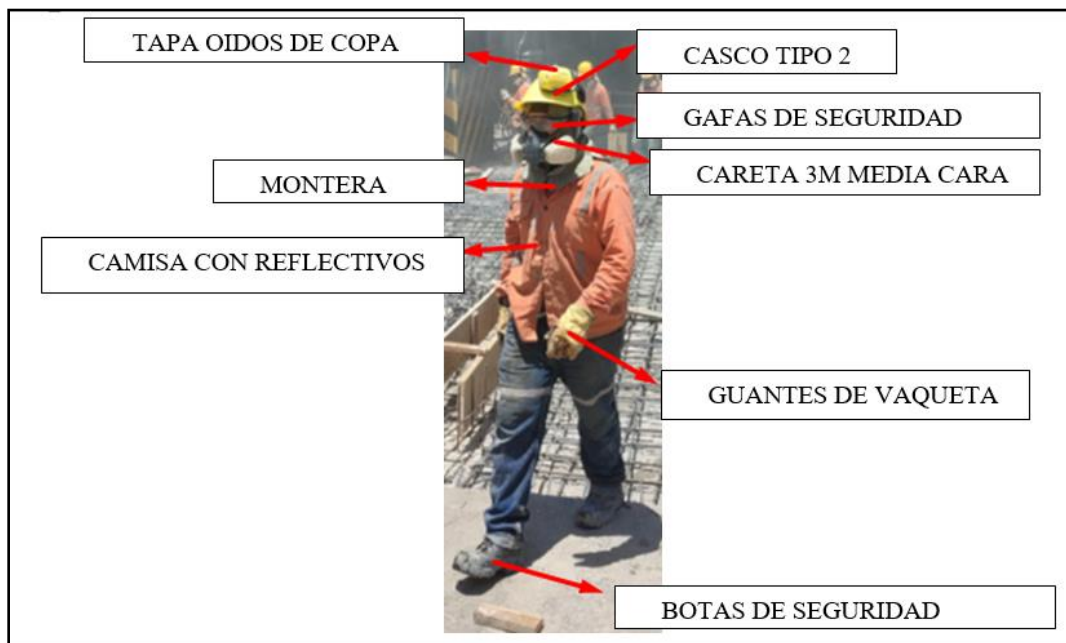 TAPA OIDOS DE COPA
CASCO TIPO 2
GAFAS DE SEGURIDAD
CARETA 3M MEDIA CARA
MONTERA
CAMISA CON REFLECTIVOS
GUANTES DE VAQUETA
BOTAS DE SEGURIDAD